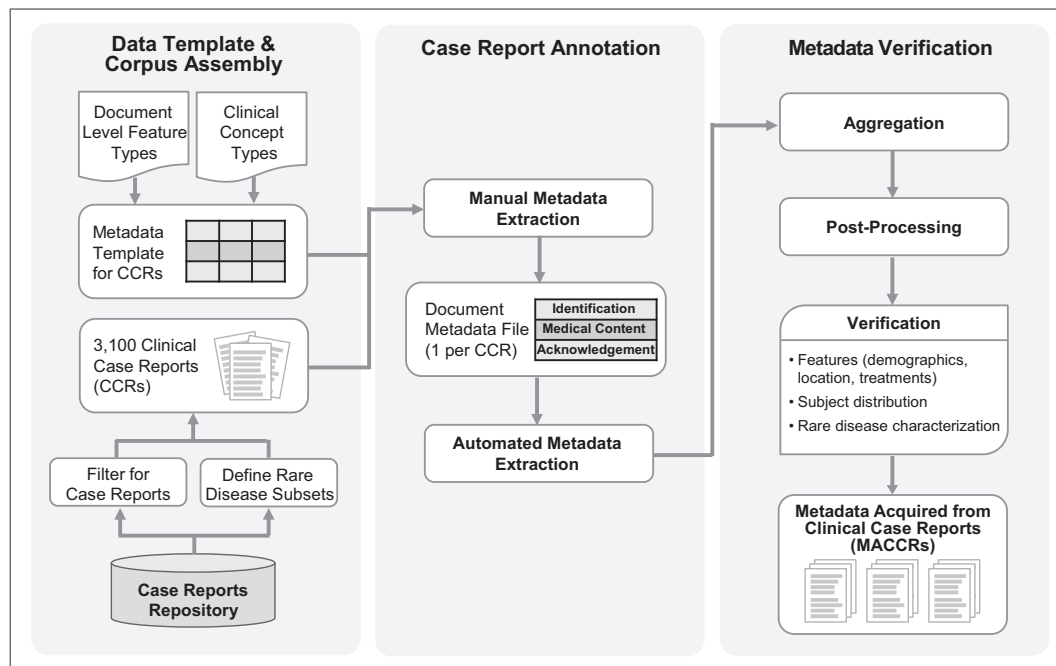 Data Template &
Corpus Assembly
Document
Level Feature
Types
Clinical
Concept
Types
Metadata
Template
for CCRs
3,100 Clinical
Case Reports
(CCRs)
Filter for
Case Reports
Define Rare
Disease Subsets
Case Reports
Repository
Case Report Annotation
Manual Metadata
Extraction
Document
Metadata File
(1 per CCR)
Identification
Medical Content
Acknowledgement
Automated Metadata
Extraction
Metadata Verification
Aggregation
Post-Processing
Verification
• Features (demographics,
location, treatments)
• Subject distribution
• Rare disease characterization
Metadata Acquired from
Clinical Case Reports
(MACCRs)